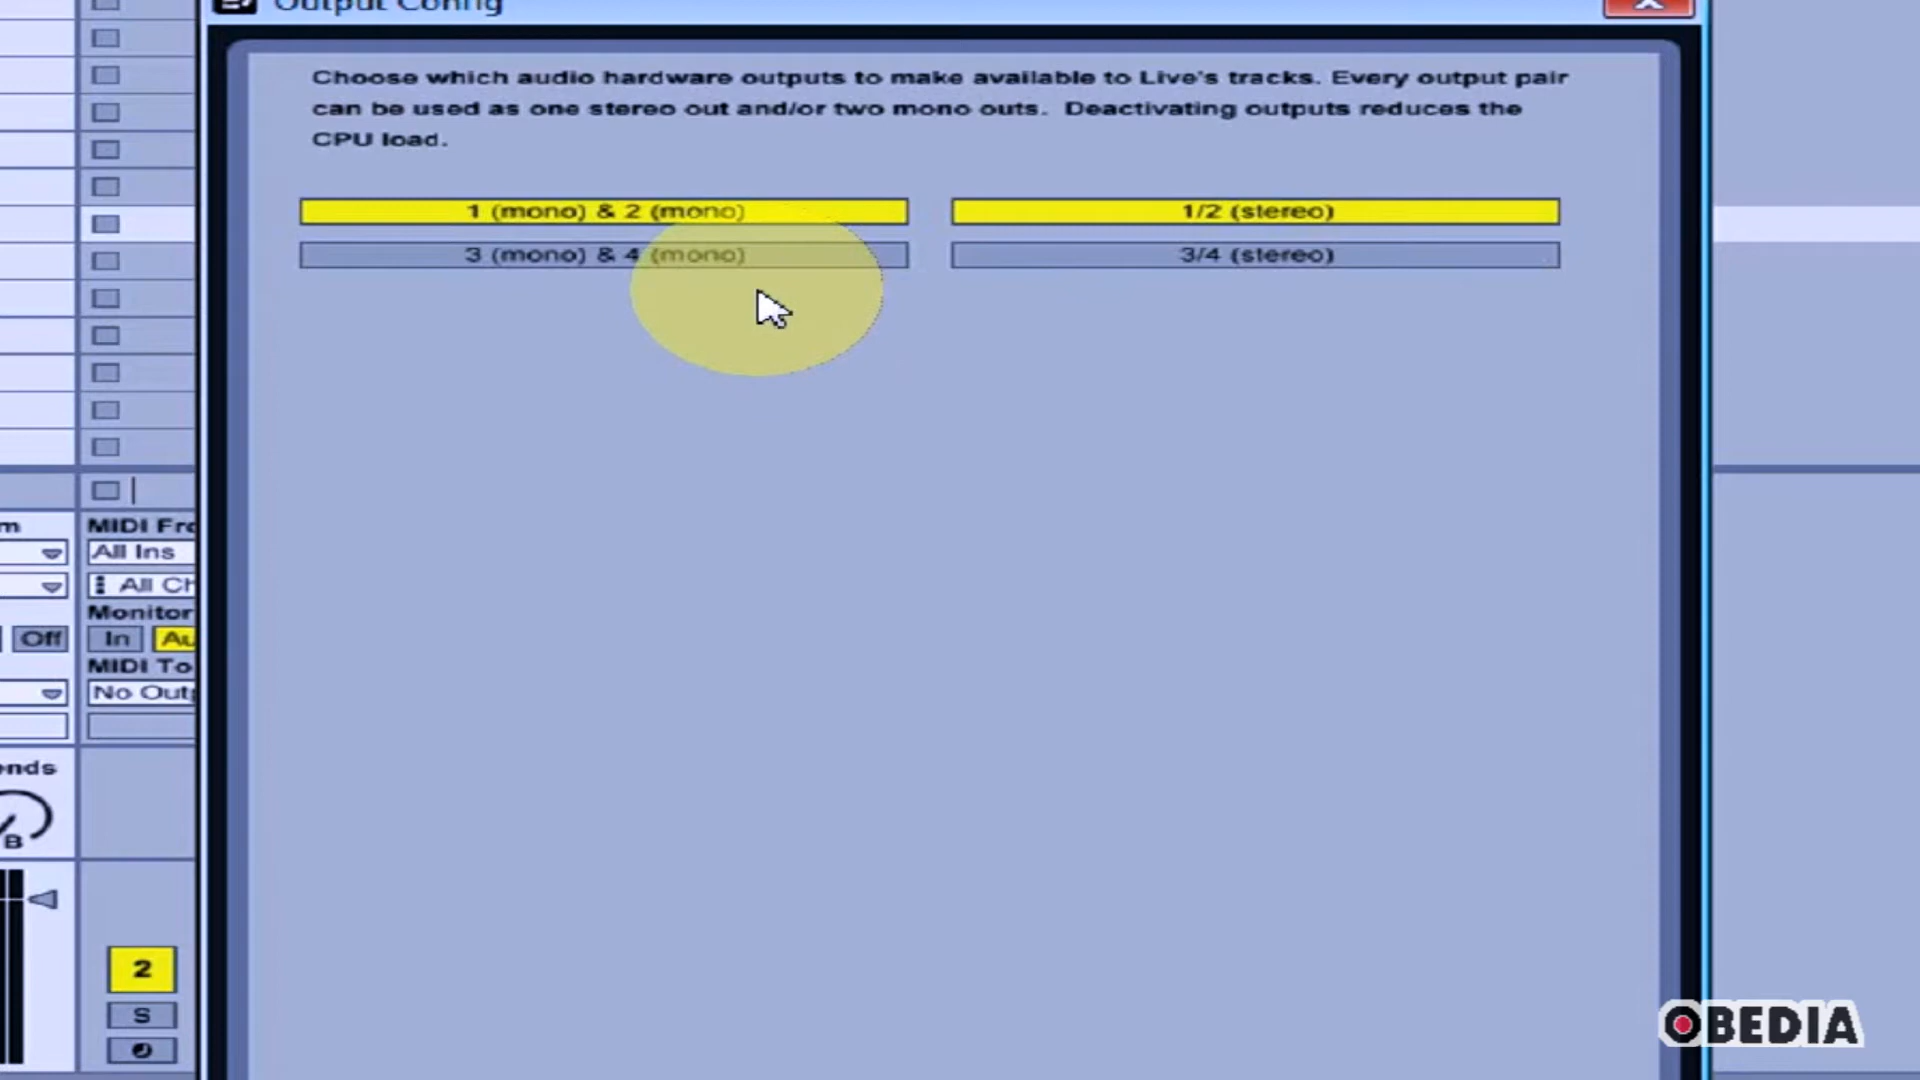 Output Config
Choose which audio hardware outputs to make available to Live's tracks. Every output pair
can be used as one stereo out and/or two mono outs. Deactivating outputs reduces the
CPU load.
1 (mono) & 2 (mono) 1/2 (stereo)
3 (mono) & 4 (mono) 3/4 (stereo)
MIDI Fro
All Ins
All Ch
Monitor
Off In Au
MIDI To
No Outp
ends
B
2
S
OBEDIA